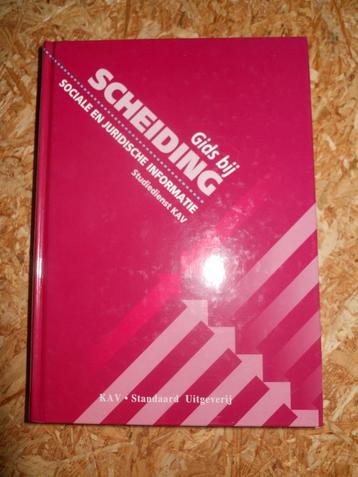 Gids bij
SCHEIDING
SOCIALE EN JURIDISCHE INFORMATIE
Studiedienst KAV
KAV • Standaard Uitgeverij